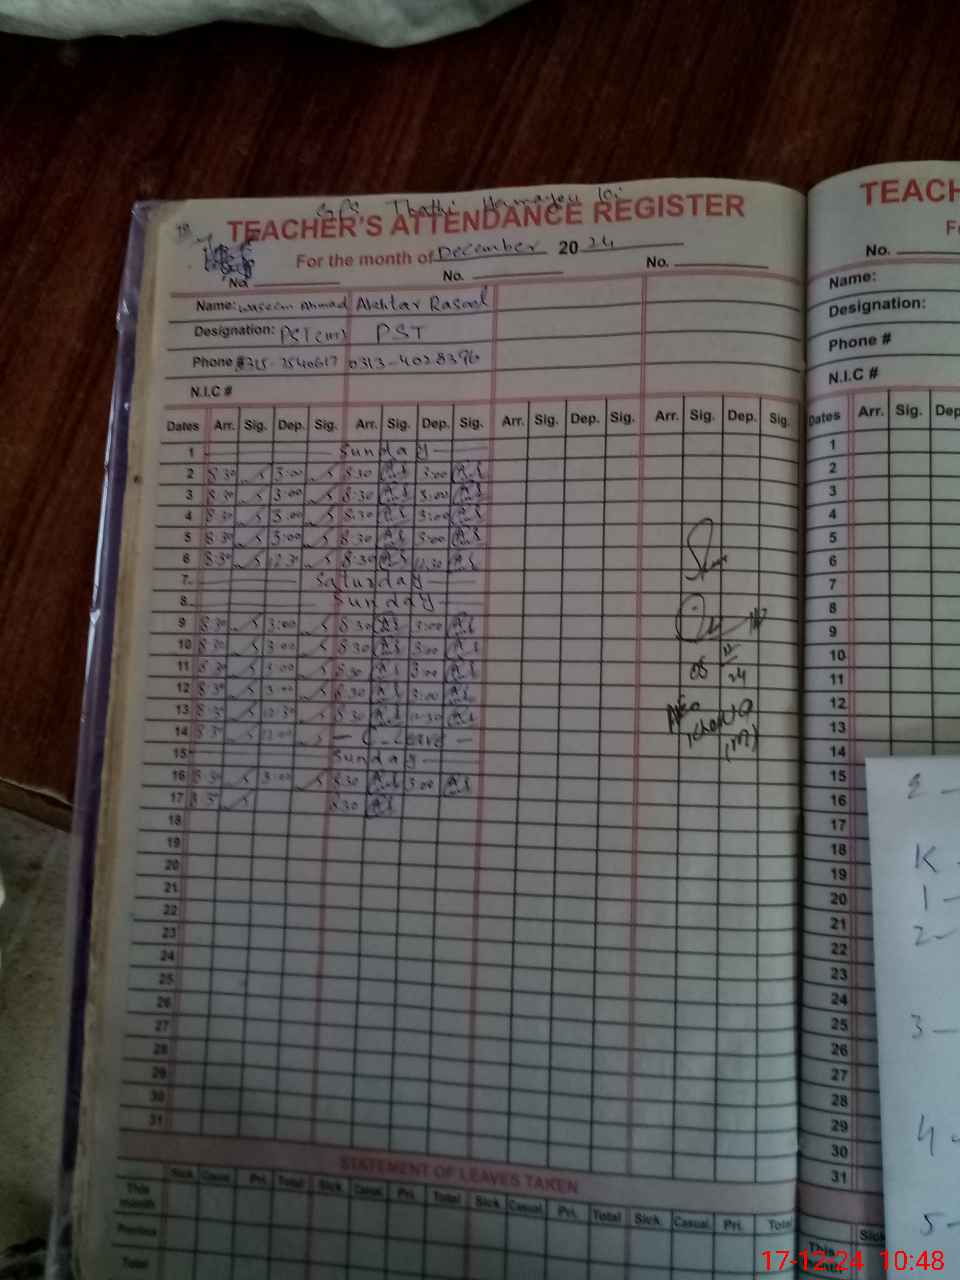 GPS Thathi
TEACHER'S ATTENDANCE REGISTER
For the month of December 2024
No. No. No.
Name: Waseem Ahmad Akhtar Rasool
Designation: PST PST
Phone # 0313-4028396
N.I.C #
Dates Arr. Sig. Dep. Sig. Arr. Sig. Dep. Sig. Arr. Sig. Dep. Sig. Arr. Sig. Dep. Sig.
1 Sunday
2 8:30 3:00 8:30 3:00
3 8:30 3:00 8:30 3:00
4 8:30 3:00 8:30 3:00
5 8:30 3:00 8:30 3:00
6 8:30 12:30 8:30 12:30
7 Saturday
8 Sunday
9 8:30 3:00 8:30 3:00
10 8:30 3:00 8:30 3:00
11 8:30 3:00 8:30 3:00
12 8:30 3:00 8:30 3:00
13 8:30 12:30 8:30 12:30
14 8:30 C. Leave
15 Sunday
16 8:30 3:00 8:30 3:00
17 8:30
18
19
20
21
22
23
24
25
26
27
28
29
30
31
STATEMENT OF LEAVES TAKEN
Sick Casual Pri. Total Sick Casual Pri. Total Sick Casual Pri. Total Sick Casual Pri. Total
This month
Previous
Total
TEACH
No.
Name:
Designation:
Phone #
N.I.C #
Dates Arr. Sig. Dep
1
2
3
4
5
6
7
8
9
10
11
12
13
14
15
16
17
18
19
20
21
22
23
24
25
26
27
28
29
30
31
Sick
This
K
1
2
3
4
5
17-12-24 10:48